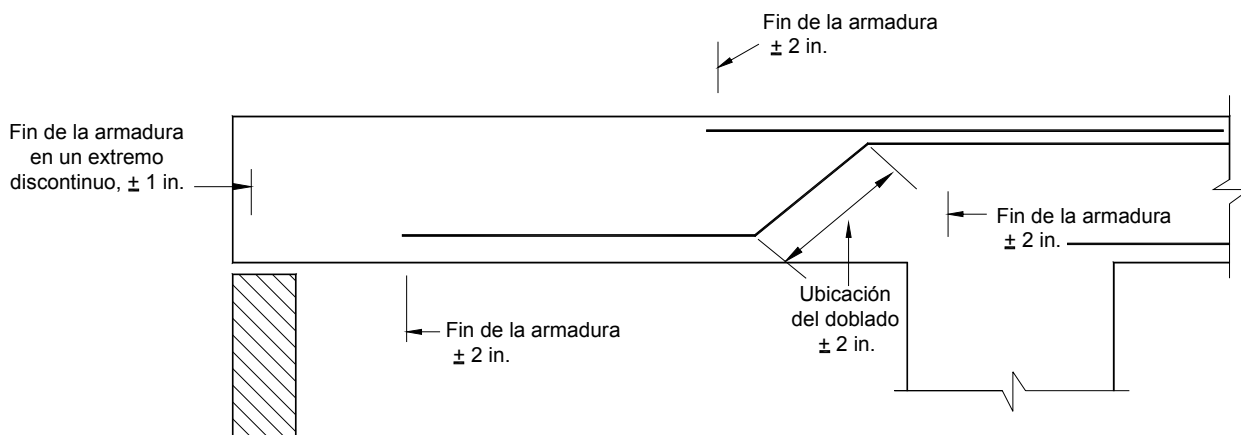 Fin de la armadura
± 2 in.
Fin de la armadura
en un extremo
discontinuo, ± 1 in.
Fin de la armadura
± 2 in.
Ubicación
del doblado
± 2 in.
Fin de la armadura
± 2 in.